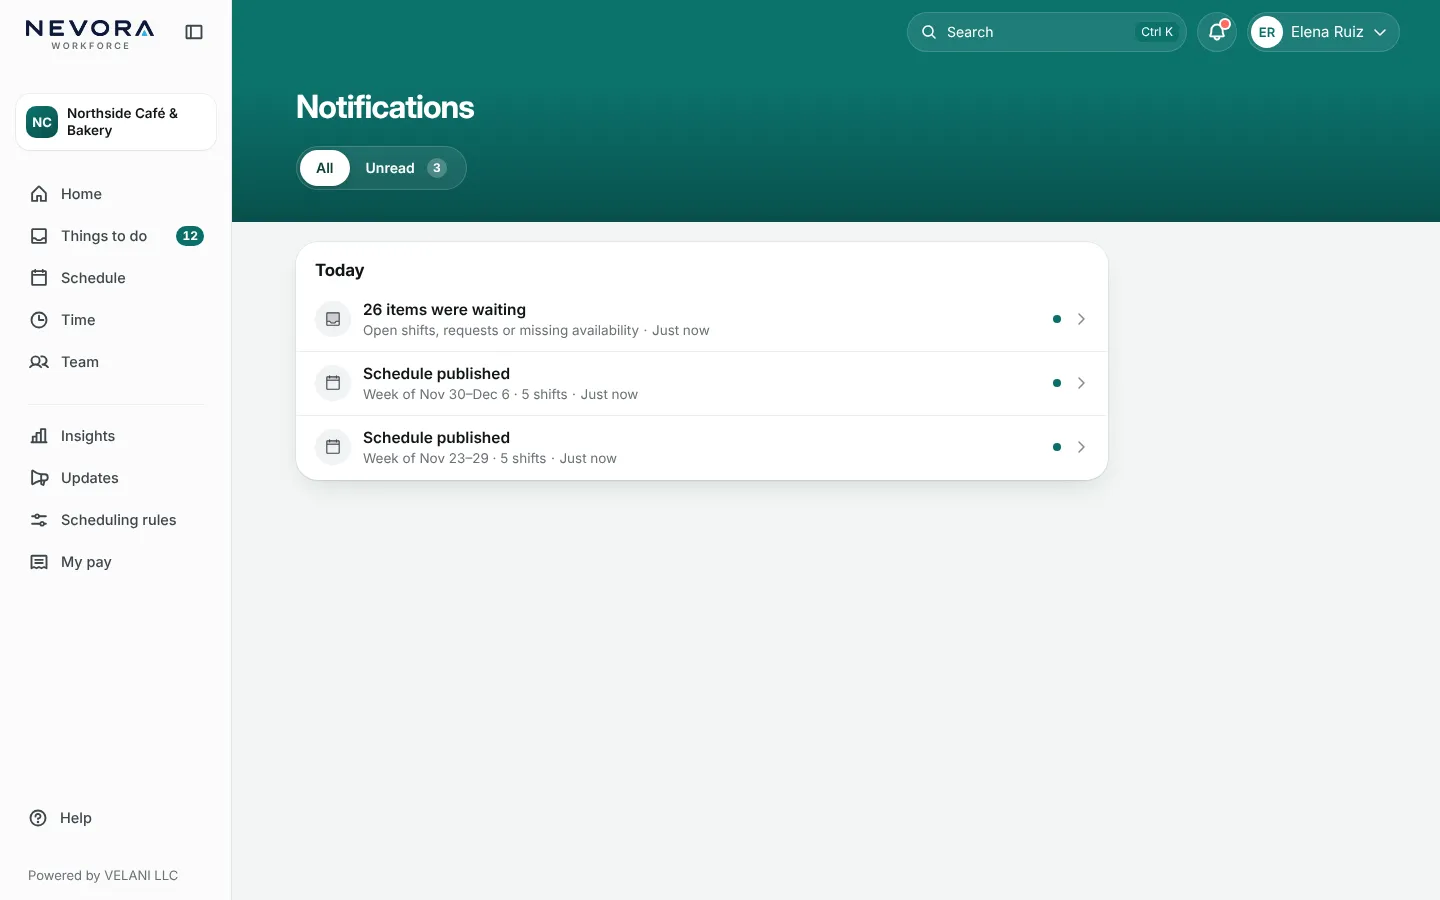 NEVORA
WORKFORCE
Search
Ctrl K
ER
Elena Ruiz
NC
Northside Café &
Bakery
Home
Things to do
12
Schedule
Time
Team
Insights
Updates
Scheduling rules
My pay
Help
Powered by VELANI LLC
Notifications
All
Unread
3
Today
26 items were waiting
Open shifts, requests or missing availability · Just now
Schedule published
Week of Nov 30–Dec 6 · 5 shifts · Just now
Schedule published
Week of Nov 23–29 · 5 shifts · Just now